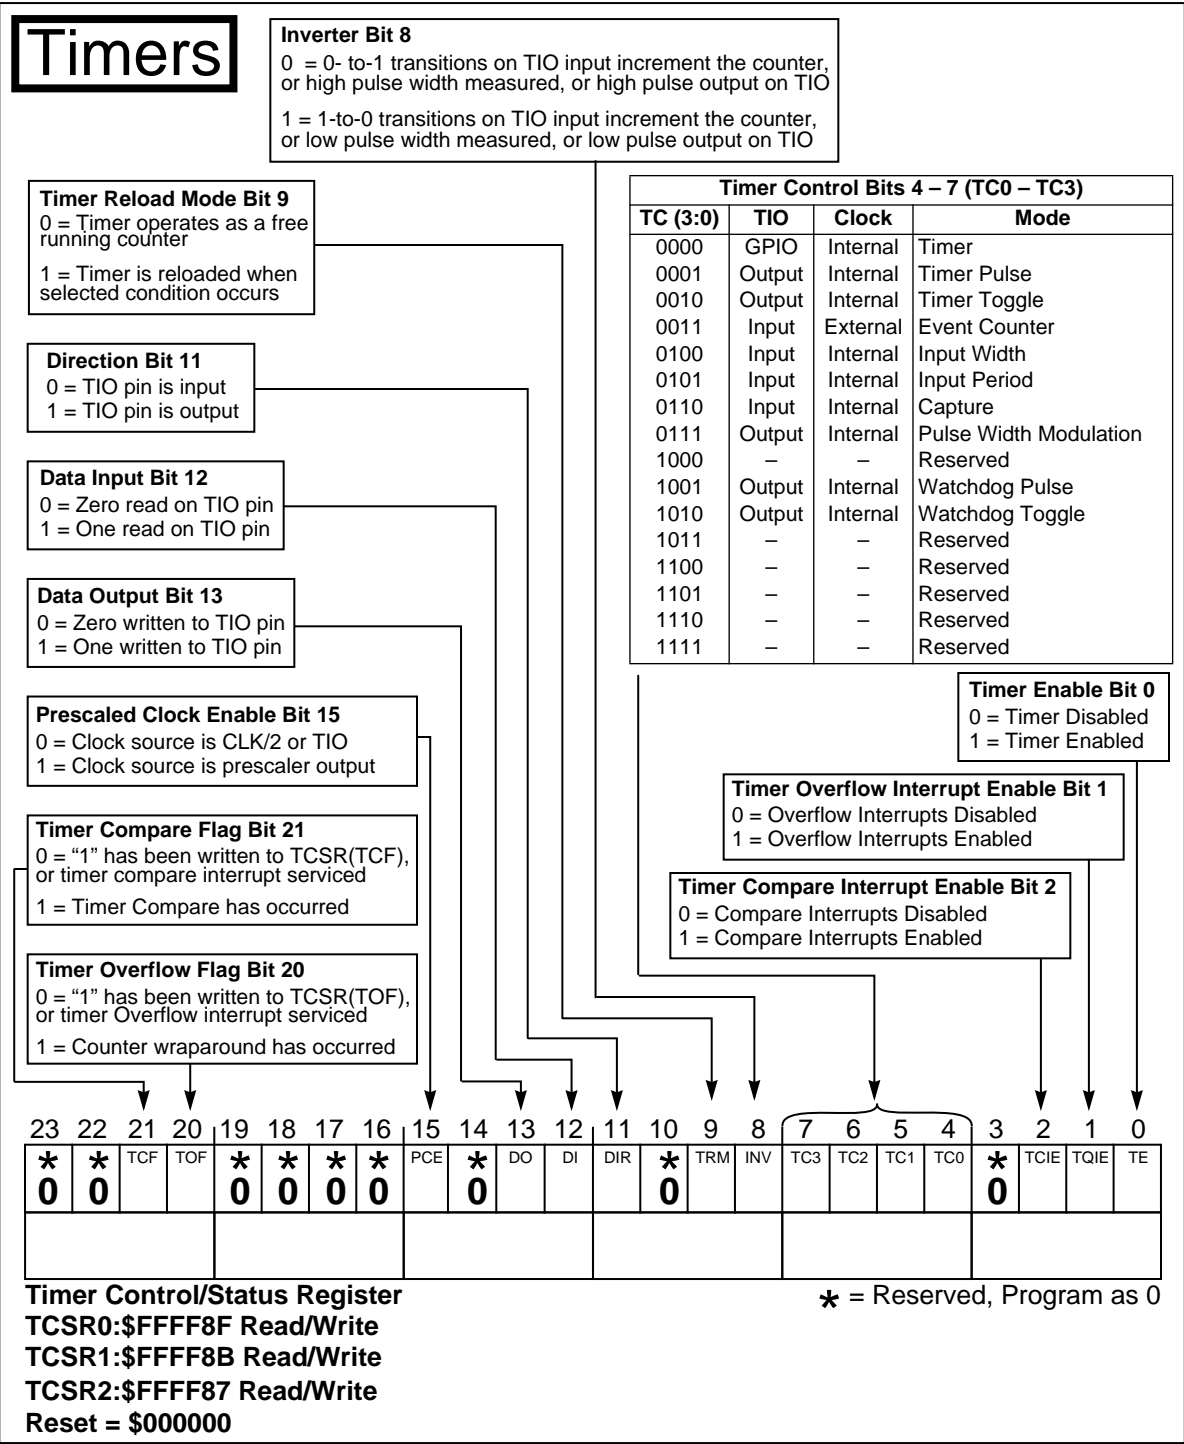 Timers
Inverter Bit 8
0 = 0- to-1 transitions on TIO input increment the counter,
or high pulse width measured, or high pulse output on TIO
1 = 1-to-0 transitions on TIO input increment the counter,
or low pulse width measured, or low pulse output on TIO
Timer Reload Mode Bit 9
0 = Timer operates as a free
running counter
1 = Timer is reloaded when
selected condition occurs
Direction Bit 11
0 = TIO pin is input
1 = TIO pin is output
Data Input Bit 12
0 = Zero read on TIO pin
1 = One read on TIO pin
Data Output Bit 13
0 = Zero written to TIO pin
1 = One written to TIO pin
Prescaled Clock Enable Bit 15
0 = Clock source is CLK/2 or TIO
1 = Clock source is prescaler output
Timer Compare Flag Bit 21
0 = “1” has been written to TCSR(TCF),
or timer compare interrupt serviced
1 = Timer Compare has occurred
Timer Overflow Flag Bit 20
0 = “1” has been written to TCSR(TOF),
or timer Overflow interrupt serviced
1 = Counter wraparound has occurred
Timer Control Bits 4 – 7 (TC0 – TC3)
TC (3:0) TIO Clock Mode
0000 GPIO Internal Timer
0001 Output Internal Timer Pulse
0010 Output Internal Timer Toggle
0011 Input External Event Counter
0100 Input Internal Input Width
0101 Input Internal Input Period
0110 Input Internal Capture
0111 Output Internal Pulse Width Modulation
1000 – – Reserved
1001 Output Internal Watchdog Pulse
1010 Output Internal Watchdog Toggle
1011 – – Reserved
1100 – – Reserved
1101 – – Reserved
1110 – – Reserved
1111 – – Reserved
Timer Enable Bit 0
0 = Timer Disabled
1 = Timer Enabled
Timer Overflow Interrupt Enable Bit 1
0 = Overflow Interrupts Disabled
1 = Overflow Interrupts Enabled
Timer Compare Interrupt Enable Bit 2
0 = Compare Interrupts Disabled
1 = Compare Interrupts Enabled
23 22 21 20 19 18 17 16 15 14 13 12 11 10 9 8 7 6 5 4 3 2 1 0
* * TCF TOF * * * * PCE * DO DI DIR * TRM INV TC3 TC2 TC1 TC0 * TCIE TQIE TE
0 0 0 0 0 0 0 0 0
Timer Control/Status Register
* = Reserved, Program as 0
TCSR0:$FFFF8F Read/Write
TCSR1:$FFFF8B Read/Write
TCSR2:$FFFF87 Read/Write
Reset = $000000